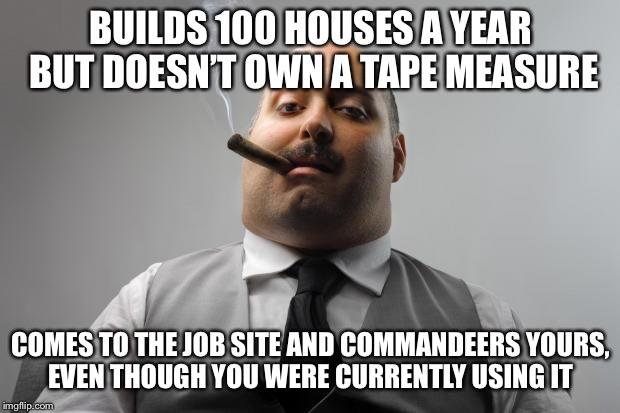 BUILDS 100 HOUSES A YEAR
BUT DOESN'T OWN A TAPE MEASURE
COMES TO THE JOB SITE AND COMMANDEERS YOURS,
EVEN THOUGH YOU WERE CURRENTLY USING IT
imgflip.com